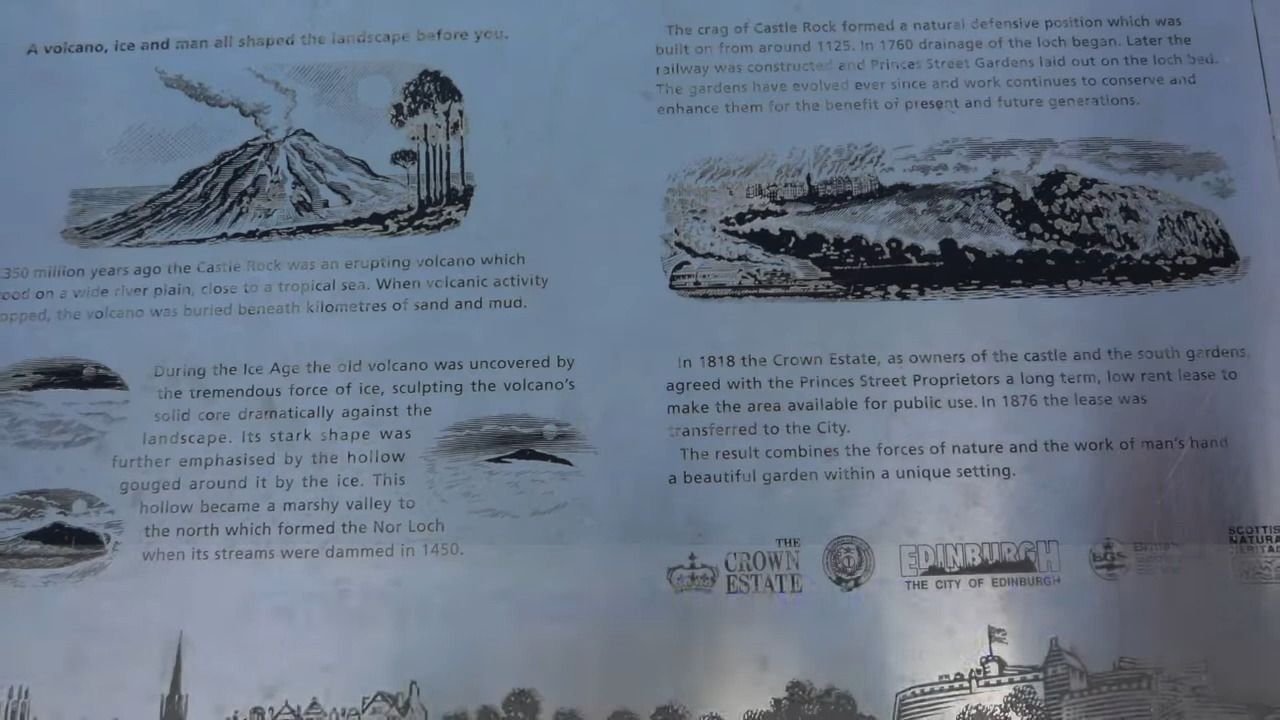 A volcano, ice and man all shaped the landscape before you.
350 million years ago the Castle Rock was an erupting volcano which
ood on a wide river plain, close to a tropical sea. When volcanic activity
opped, the volcano was buried beneath kilometres of sand and mud.
During the Ice Age the old volcano was uncovered by
the tremendous force of ice, sculpting the volcano's
solid core dramatically against the
landscape. Its stark shape was
further emphasised by the hollow
gouged around it by the ice. This
hollow became a marshy valley to
the north which formed the Nor Loch
when its streams were dammed in 1450.
The crag of Castle Rock formed a natural defensive position which was
built on from around 1125. In 1760 drainage of the loch began. Later the
railway was constructed and Princes Street Gardens laid out on the loch bed.
The gardens have evolved ever since and work continues to conserve and
enhance them for the benefit of present and future generations.
In 1818 the Crown Estate, as owners of the castle and the south gardens,
agreed with the Princes Street Proprietors a long term, low rent lease to
make the area available for public use. In 1876 the lease was
transferred to the City.
The result combines the forces of nature and the work of man's hand
a beautiful garden within a unique setting.
THE
CROWN
ESTATE
EDINBURGH
THE CITY OF EDINBURGH
BGS
SCOTTIS
NATURA
HERITAG